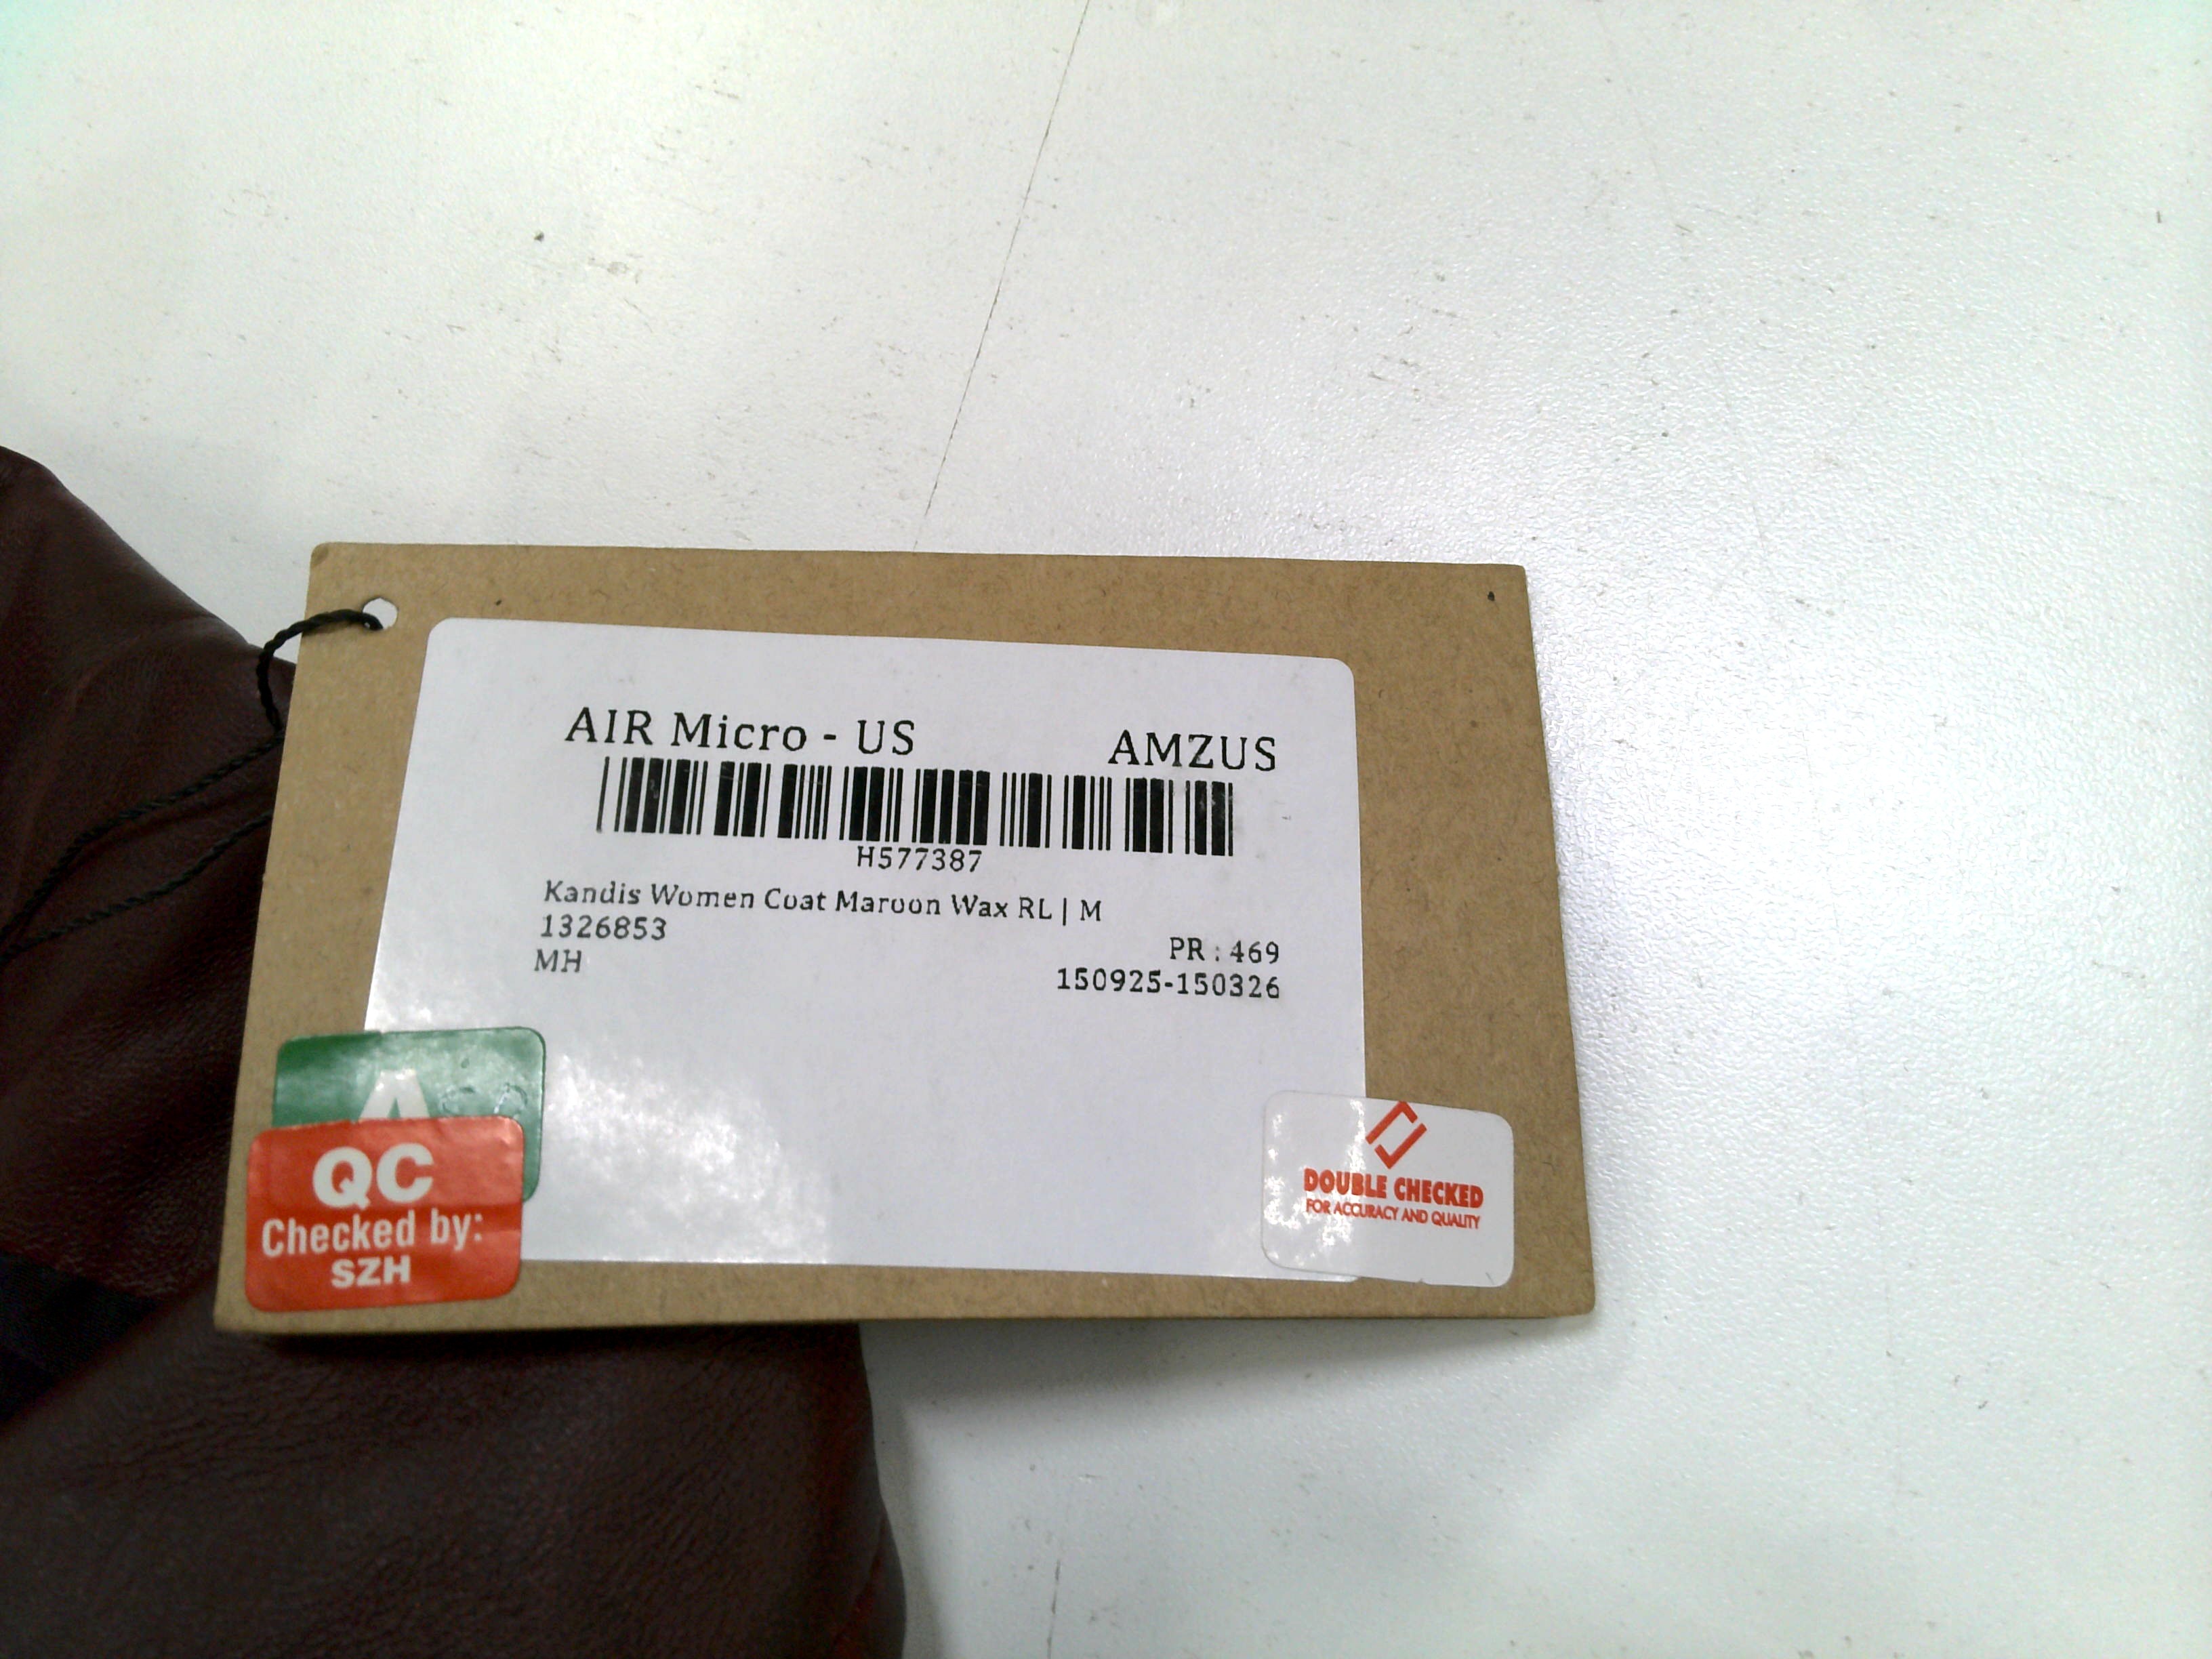 AIR Micro - US AMZUS
H577387
Kandis Women Coat Maroon Wax RL | M
1326853
PR : 469
MH
150925-150326
A
QC
Checked by:
SZH
DOUBLE CHECKED
FOR ACCURACY AND QUALITY